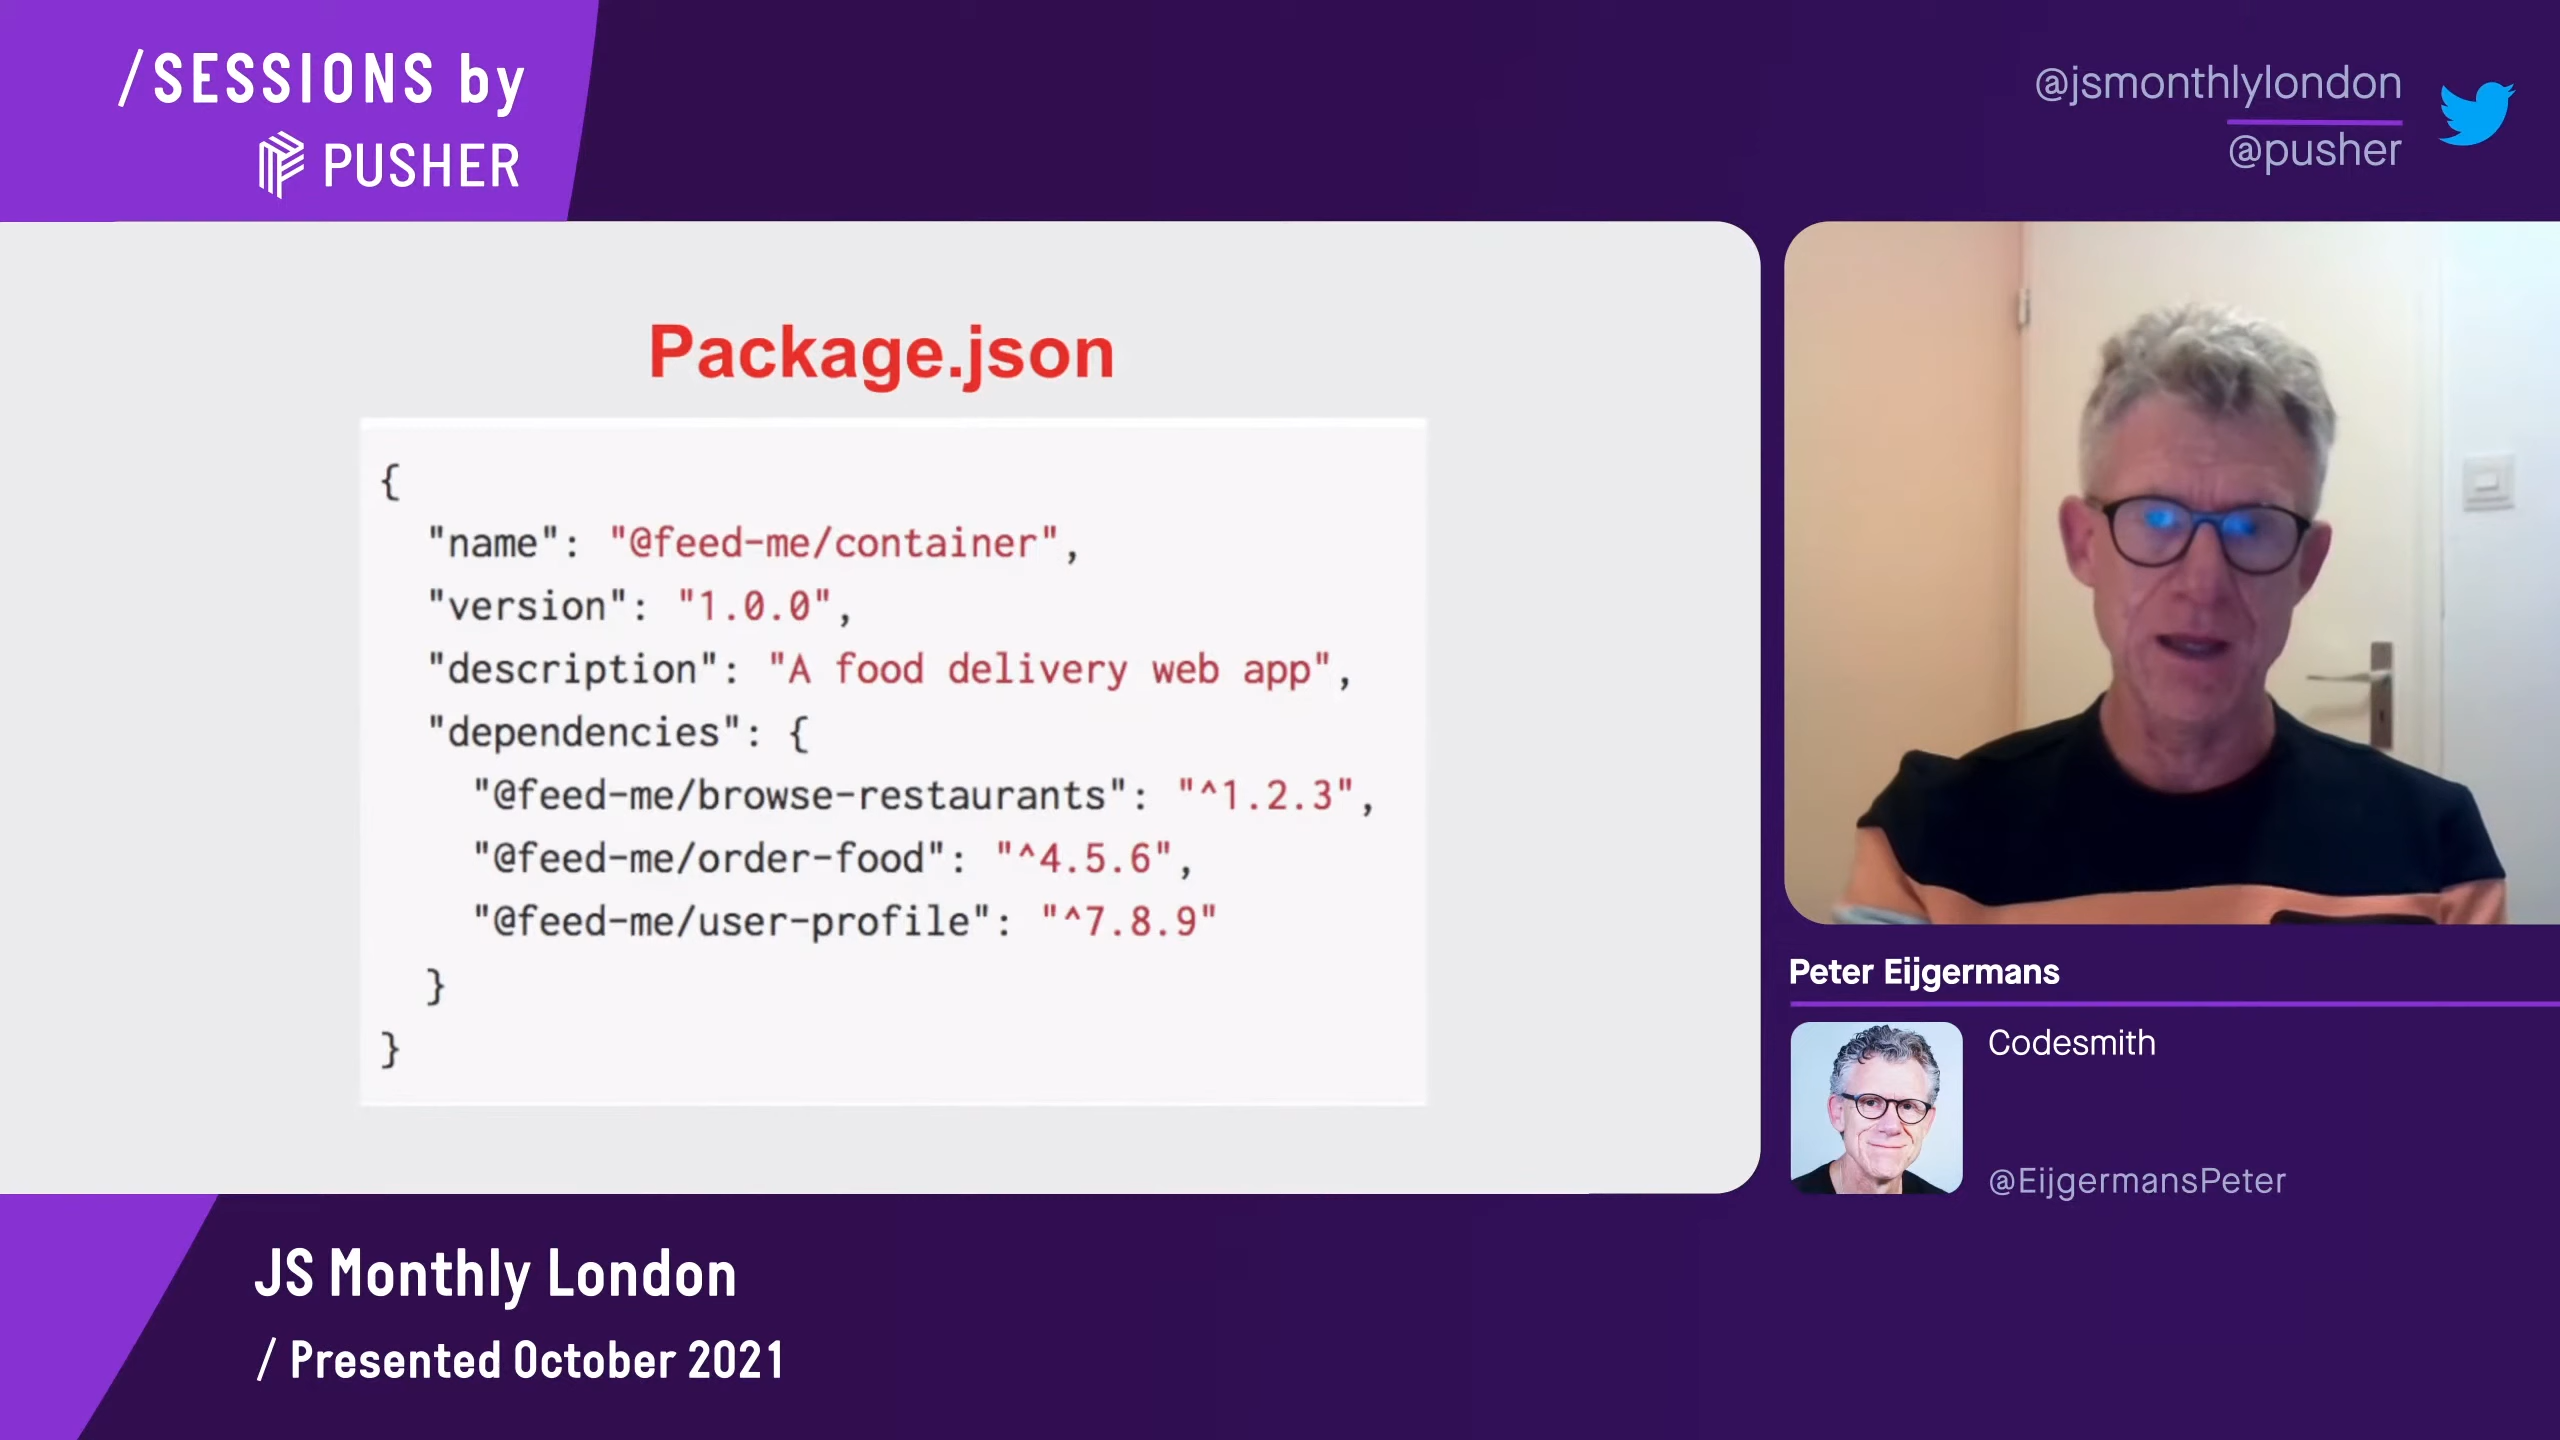 /SESSIONS by
PUSHER
@jsmonthlylondon
@pusher
Package.json
{
"name": "@feed-me/container",
"version": "1.0.0",
"description": "A food delivery web app",
"dependencies": {
"@feed-me/browse-restaurants": "^1.2.3",
"@feed-me/order-food": "^4.5.6",
"@feed-me/user-profile": "^7.8.9"
}
}
Peter Eijgermans
Codesmith
@EijgermansPeter
JS Monthly London
/ Presented October 2021